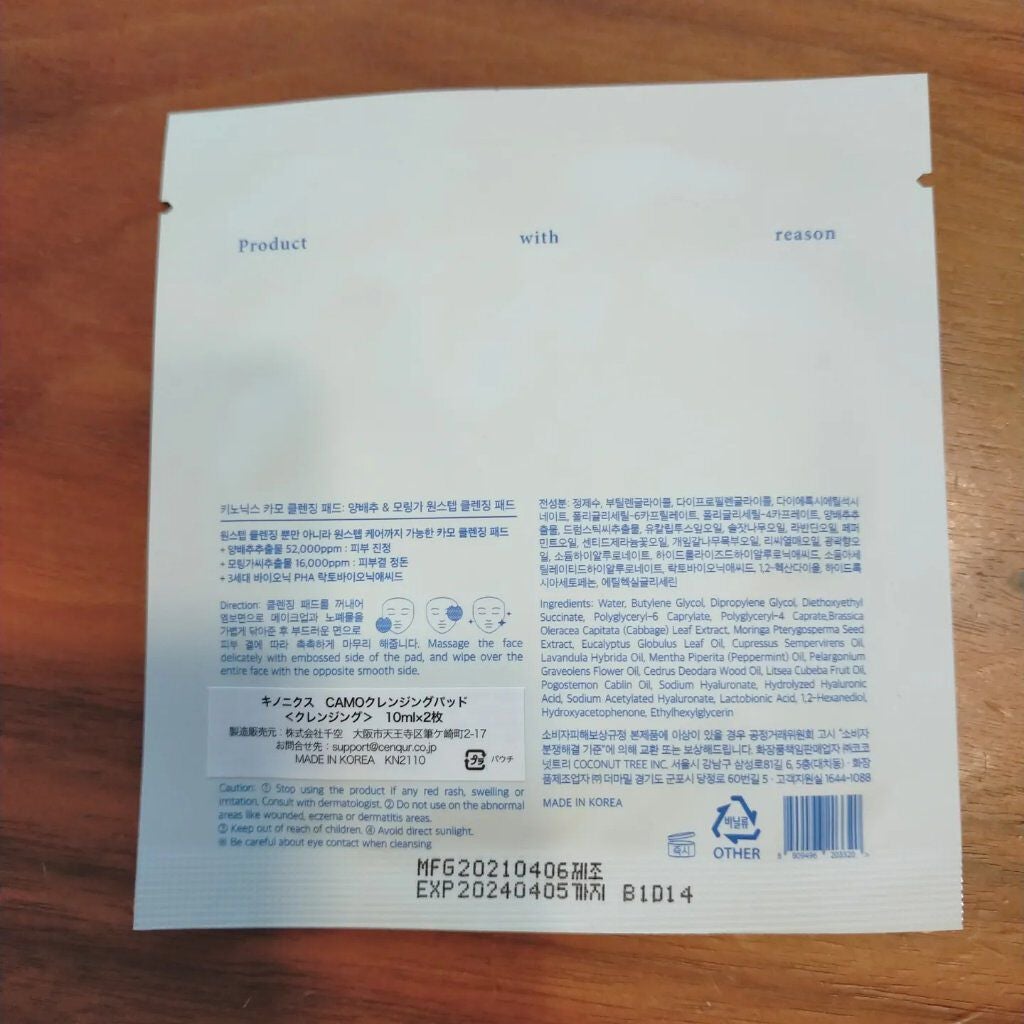 Product with reason
키노닉스 카모 클렌징 패드: 양배추 & 모링가 원스텝 클렌징 패드
원스텝 클렌징 뿐만 아니라 원스텝 케어까지 가능한 카모 클렌징 패드
+ 양배추추출물 52,000ppm : 피부 진정
+ 모링가씨추출물 16,000ppm : 피부결 정돈
+ 3세대 바이오닉 PHA 락토바이오닉애씨드
Direction: 클렌징 패드를 꺼내어
엠보면으로 메이크업과 노폐물을
가볍게 닦아준 후 부드러운 면으로
피부 결에 따라 촉촉하게 마무리 해줍니다. Massage the face
delicately with embossed side of the pad, and wipe over the
entire face with the opposite smooth side.
キノニクス CAMOクレンジングパッド
<クレンジング> 10ml×2枚
製造販売元：株式会社千空 大阪市天王寺区筆ケ崎町2-17
お問合せ先：support@cenqur.co.jp
MADE IN KOREA KN2110
プラ パウチ
Caution: ① Stop using the product if any red rash, swelling or
irritation. Consult with dermatologist. ② Do not use on the abnormal
areas like wounded, eczema or dermatitis areas.
③ Keep out of reach of children. ④ Avoid direct sunlight.
※ Be careful about eye contact when cleansing
전성분: 정제수, 부틸렌글라이콜, 다이프로필렌글라이콜, 다이에톡시에틸석시
네이트, 폴리글리세릴-6카프릴레이트, 폴리글리세릴-4카프레이트, 양배추추
출물, 드럼스틱씨추출물, 유칼립투스잎오일, 솔잣나무오일, 라반딘오일, 페퍼
민트오일, 센티드제라늄꽃오일, 개잎갈나무목부오일, 리씨열매오일, 광곽향오
일, 소듐하이알루로네이트, 하이드롤라이즈드하이알루로닉애씨드, 소듐아세
틸레이티드하이알루로네이트, 락토바이오닉애씨드, 1,2-헥산다이올, 하이드록
시아세토페논, 에틸헥실글리세린
Ingredients: Water, Butylene Glycol, Dipropylene Glycol, Diethoxyethyl
Succinate, Polyglyceryl-6 Caprylate, Polyglyceryl-4 Caprate,Brassica
Oleracea Capitata (Cabbage) Leaf Extract, Moringa Pterygosperma Seed
Extract, Eucalyptus Globulus Leaf Oil, Cupressus Sempervirens Oil,
Lavandula Hybrida Oil, Mentha Piperita (Peppermint) Oil, Pelargonium
Graveolens Flower Oil, Cedrus Deodara Wood Oil, Litsea Cubeba Fruit Oil,
Pogostemon Cablin Oil, Sodium Hyaluronate, Hydrolyzed Hyaluronic
Acid, Sodium Acetylated Hyaluronate, Lactobionic Acid, 1,2-Hexanediol,
Hydroxyacetophenone, Ethylhexylglycerin
소비자피해보상규정 본제품에 이상이 있을 경우 공정거래위원회 고시 "소비자
분쟁해결 기준"에 의해 교환 또는 보상해드립니다. 화장품책임판매업자 ㈜코코
넛트리 COCONUT TREE INC. 서울시 강남구 삼성로81길 6, 5층(대치동) · 화장
품제조업자 ㈜ 더마밀 경기도 군포시 당정로 60번길 5 · 고객지원실 1644-1088
MADE IN KOREA
즉시
비닐류
OTHER
8 809496 203320 >
MFG20210406제조
EXP20240405까지 B1D14